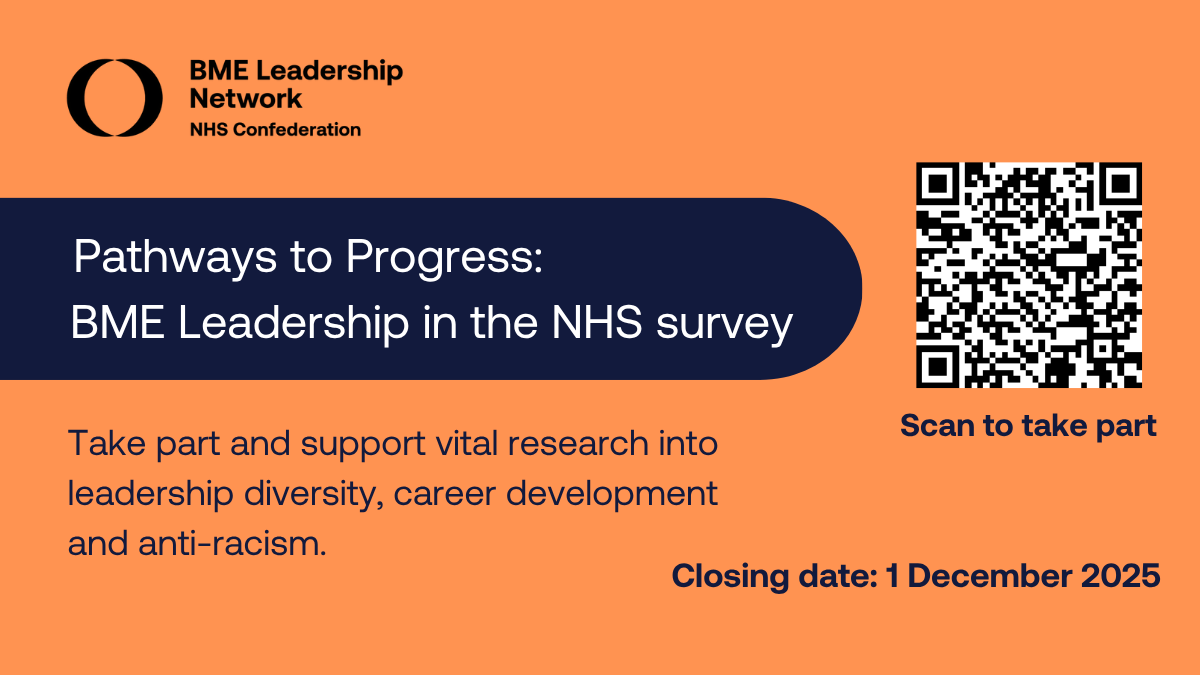 BME Leadership
Network
NHS Confederation
Pathways to Progress:
BME Leadership in the NHS survey
Scan to take part
Take part and support vital research into
leadership diversity, career development
and anti-racism.
Closing date: 1 December 2025